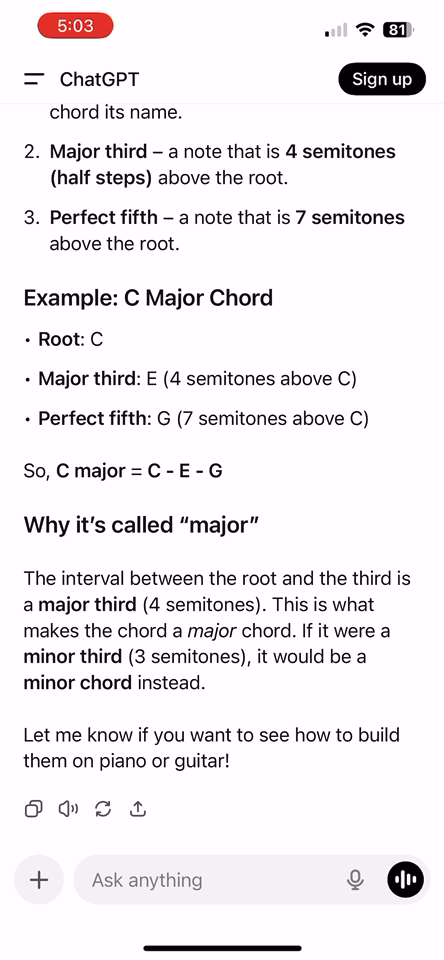 5:03
81
ChatGPT
Sign up
chord its name.
2. Major third – a note that is 4 semitones
(half steps) above the root.
3. Perfect fifth – a note that is 7 semitones
above the root.
Example: C Major Chord
• Root: C
• Major third: E (4 semitones above C)
• Perfect fifth: G (7 semitones above C)
So, C major = C - E - G
Why it’s called “major”
The interval between the root and the third is
a major third (4 semitones). This is what
makes the chord a major chord. If it were a
minor third (3 semitones), it would be a
minor chord instead.
Let me know if you want to see how to build
them on piano or guitar!
Ask anything